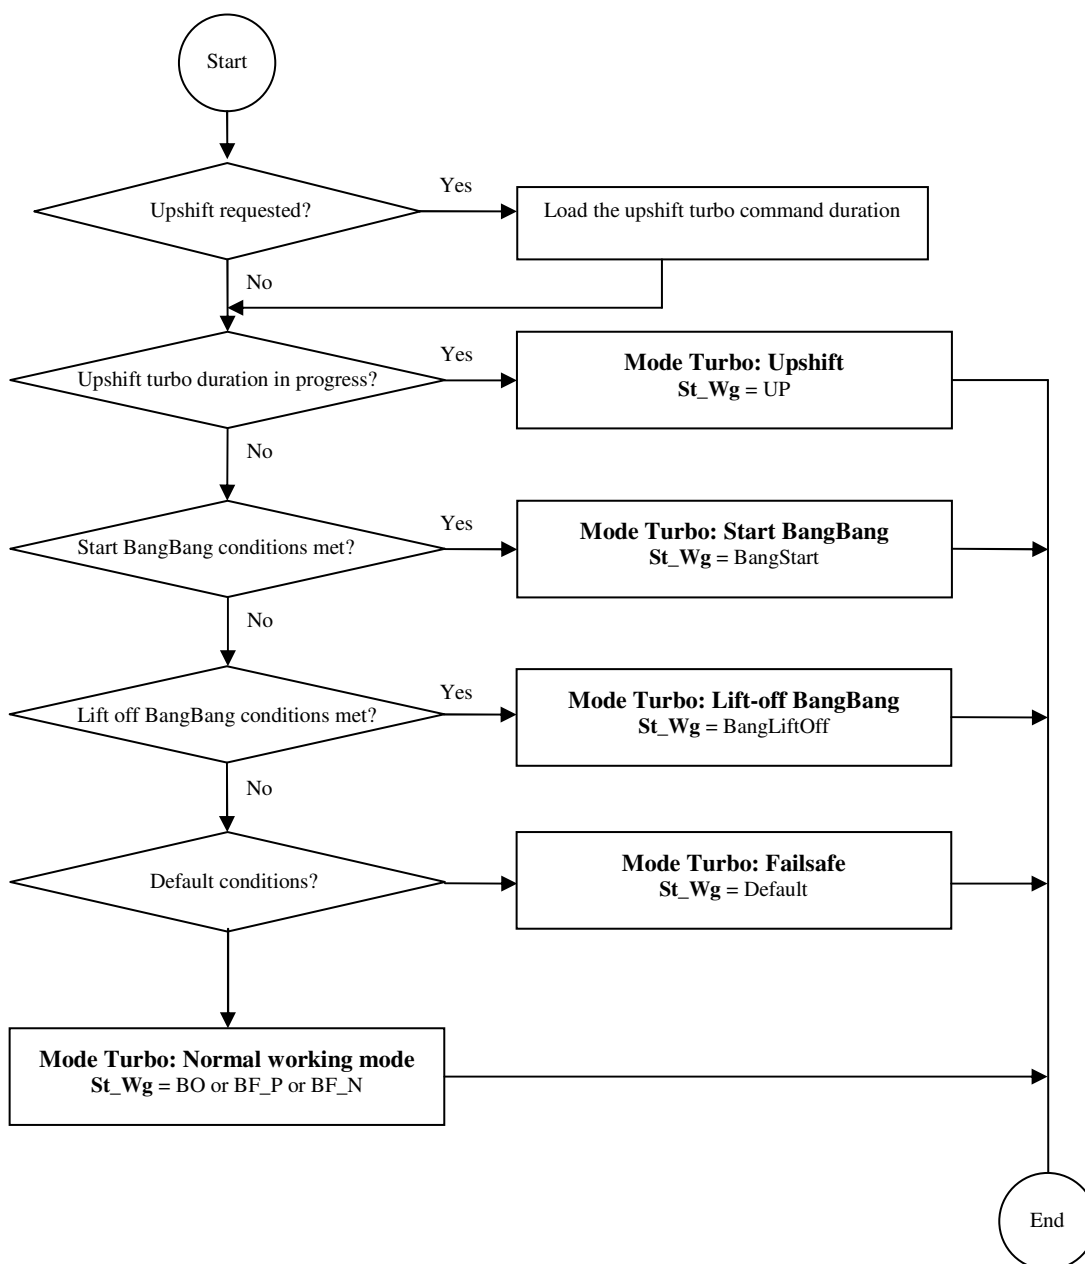 Start
Yes
Upshift requested?
Load the upshift turbo command duration
No
Yes
Mode Turbo: Upshift
St_Wg = UP
Upshift turbo duration in progress?
No
Yes
Mode Turbo: Start BangBang
St_Wg = BangStart
Start BangBang conditions met?
No
Yes
Mode Turbo: Lift-off BangBang
St_Wg = BangLiftOff
Lift off BangBang conditions met?
No
Mode Turbo: Failsafe
St_Wg = Default
Default conditions?
Mode Turbo: Normal working mode
St_Wg = BO or BF_P or BF_N
End